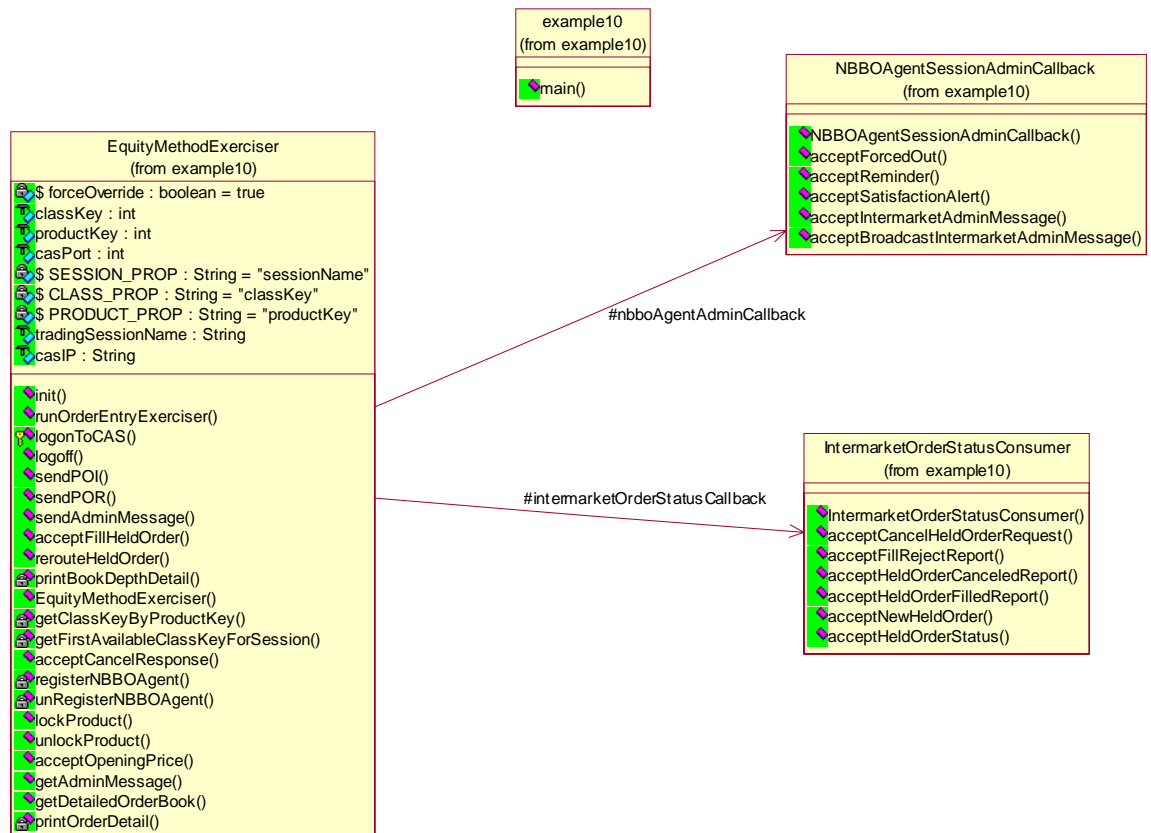 example10
(from example10)
main()
NBBOAgentSessionAdminCallback
(from example10)
NBBOAgentSessionAdminCallback()
acceptForcedOut()
acceptReminder()
acceptSatisfactionAlert()
acceptIntermarketAdminMessage()
acceptBroadcastIntermarketAdminMessage()
EquityMethodExerciser
(from example10)
$ forceOverride : boolean = true
classKey : int
productKey : int
casPort : int
$ SESSION_PROP : String = "sessionName"
$ CLASS_PROP : String = "classKey"
$ PRODUCT_PROP : String = "productKey"
tradingSessionName : String
casIP : String
init()
runOrderEntryExerciser()
logonToCAS()
logoff()
sendPOI()
sendPOR()
sendAdminMessage()
acceptFillHeldOrder()
rerouteHeldOrder()
printBookDepthDetail()
EquityMethodExerciser()
getClassKeyByProductKey()
getFirstAvailableClassKeyForSession()
acceptCancelResponse()
registerNBBOAgent()
unRegisterNBBOAgent()
lockProduct()
unlockProduct()
acceptOpeningPrice()
getAdminMessage()
getDetailedOrderBook()
printOrderDetail()
#nbboAgentAdminCallback
#intermarketOrderStatusCallback
IntermarketOrderStatusConsumer
(from example10)
IntermarketOrderStatusConsumer()
acceptCancelHeldOrderRequest()
acceptFillRejectReport()
acceptHeldOrderCanceledReport()
acceptHeldOrderFilledReport()
acceptNewHeldOrder()
acceptHeldOrderStatus()